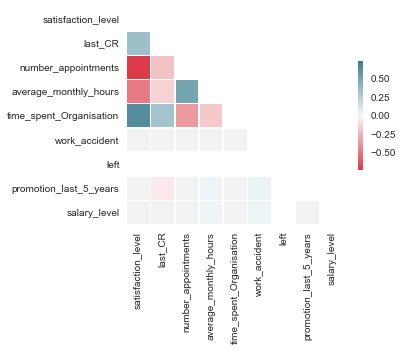 satisfaction_level
last_CR
number_appointments
average_monthly_hours
time_spent_Organisation
work_accident
left
promotion_last_5_years
salary_level
0.50
0.25
0.00
−0.25
−0.50
satisfaction_level
last_CR
number_appointments
average_monthly_hours
time_spent_Organisation
work_accident
left
promotion_last_5_years
salary_level